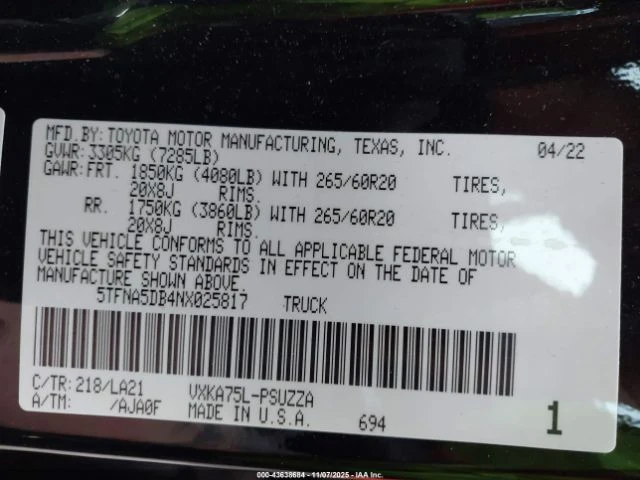 MFD.BY:TOYOTA MOTOR MANUFACTURING, TEXAS, INC. 04/22
GVWR:3305KG (7285LB)
GAWR:FRT. 1850KG (4080LB) WITH 265/60R20 TIRES,
20X8J RIMS.
RR. 1750KG (3860LB) WITH 265/60R20 TIRES,
20X8J RIMS.
THIS VEHICLE CONFORMS TO ALL APPLICABLE FEDERAL MOTOR
VEHICLE SAFETY STANDARDS IN EFFECT ON THE DATE OF
MANUFACTURE SHOWN ABOVE.
5TFNA5DB4NX025817 TRUCK
C/TR:218/LA21 VXKA75L-PSUZZA
A/TM: /AJA0F MADE IN U.S.A. 694 1
000-43638684 - 11/07/2025 - IAA, Inc.